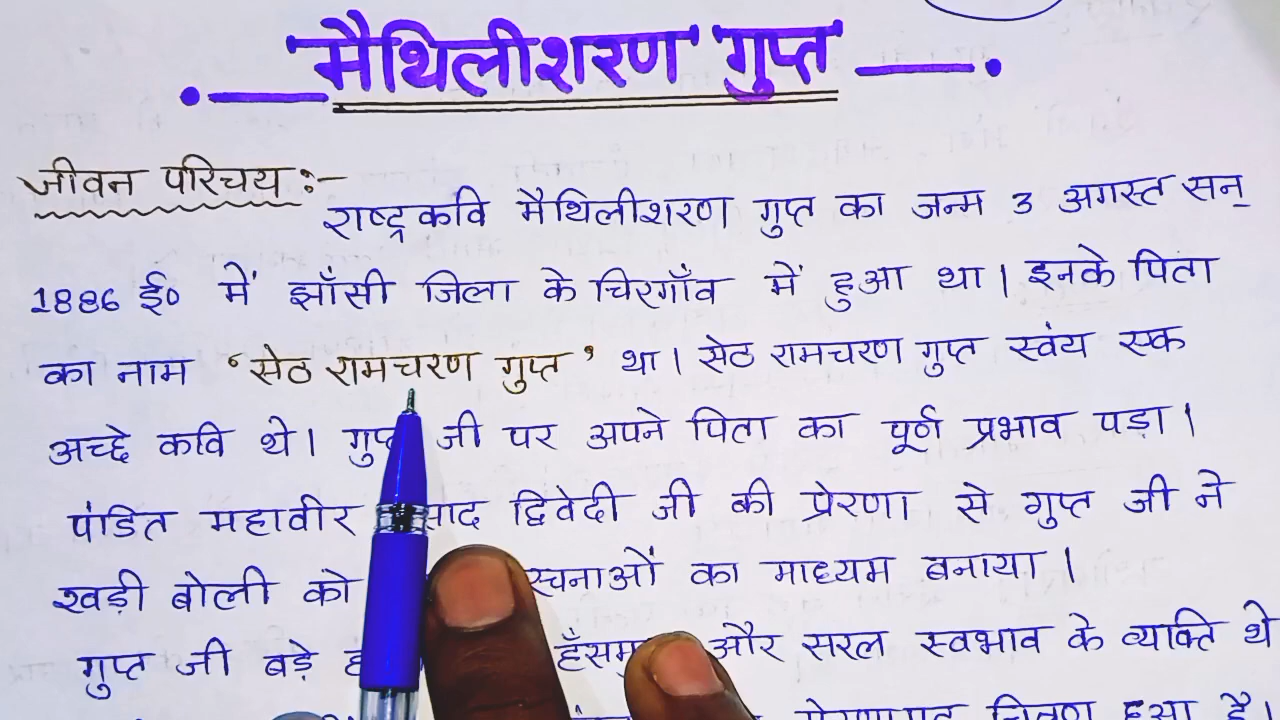 मैथिलीशरण गुप्त
जीवन परिचय :-
राष्ट्रकवि मैथिलीशरण गुप्त का जन्म 3 अगस्त सन्
1886 ई० में झाँसी जिला के चिरगाँव में हुआ था। इनके पिता
का नाम ‘सेठ रामचरण गुप्त’ था। सेठ रामचरण गुप्त स्वंय एक
अच्छे कवि थे। गुप्त जी पर अपने पिता का पूर्ण प्रभाव पड़ा।
पंडित महावीर द्विवेदी जी की प्रेरणा से गुप्त जी ने
खड़ी बोली को रचनाओं का माध्यम बनाया।
गुप्त जी बड़े और सरल स्वभाव के व्यक्ति थे
है।